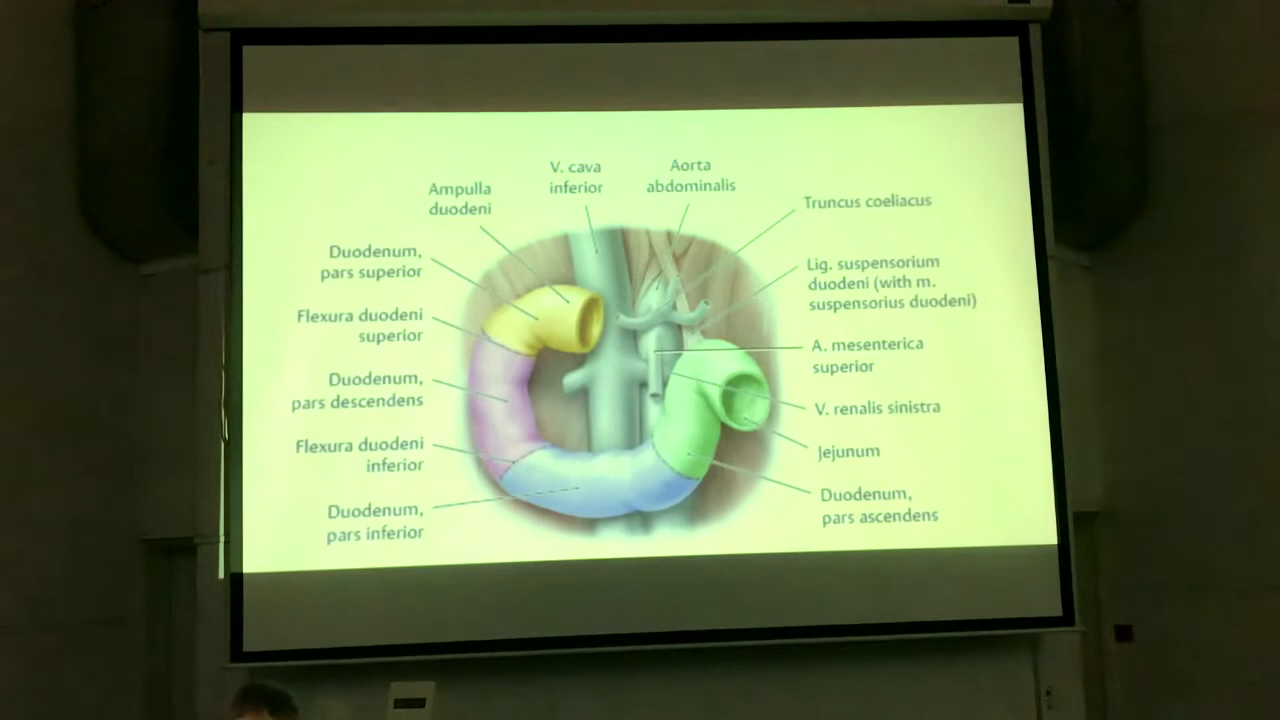 V. cava
inferior
Aorta
abdominalis
Ampulla
duodeni
Truncus coeliacus
Duodenum,
pars superior
Lig. suspensorium
duodeni (with m.
suspensorius duodeni)
Flexura duodeni
superior
A. mesenterica
superior
Duodenum,
pars descendens
V. renalis sinistra
Flexura duodeni
inferior
Jejunum
Duodenum,
pars inferior
Duodenum,
pars ascendens